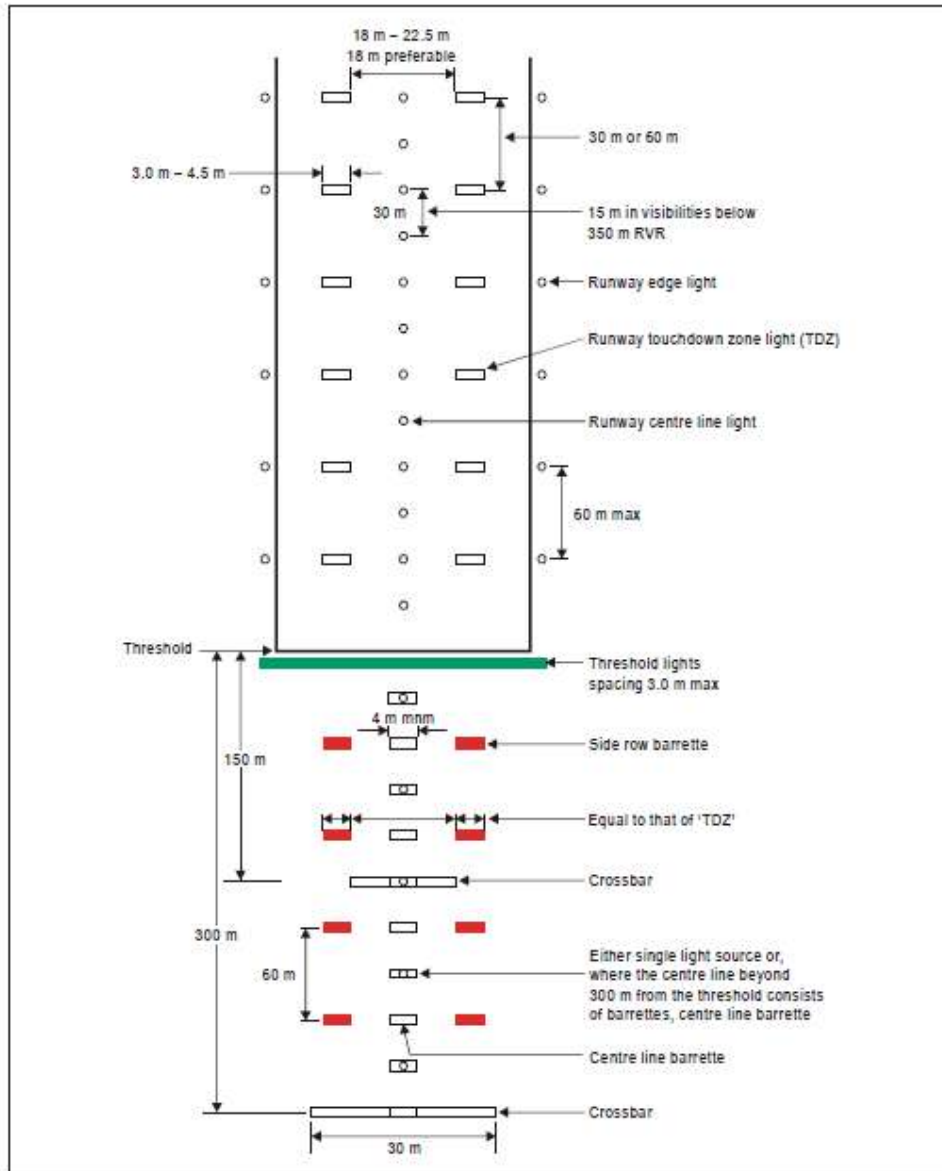 18 m – 22.5 m
18 m preferable
30 m or 60 m
3.0 m – 4.5 m
30 m
15 m in visibilities below
350 m RVR
Runway edge light
Runway touchdown zone light (TDZ)
Runway centre line light
60 m max
Threshold
Threshold lights
spacing 3.0 m max
4 m mnm
Side row barrette
150 m
Equal to that of 'TDZ'
Crossbar
300 m
60 m
Either single light source or,
where the centre line beyond
300 m from the threshold consists
of barrettes, centre line barrette
Centre line barrette
Crossbar
30 m